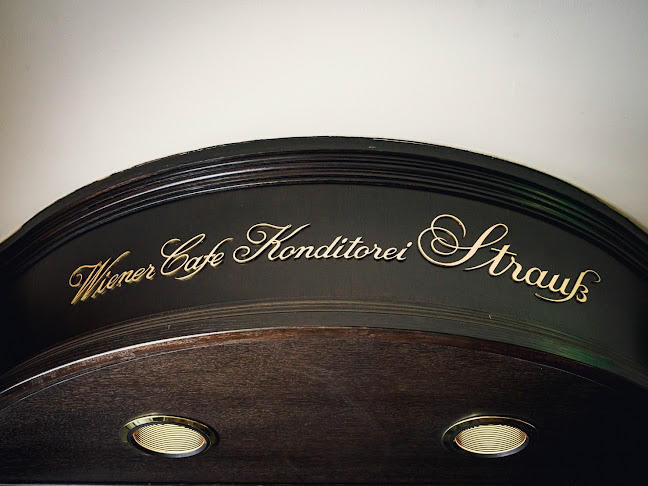 Wiener Cafe Konditorei Strauß